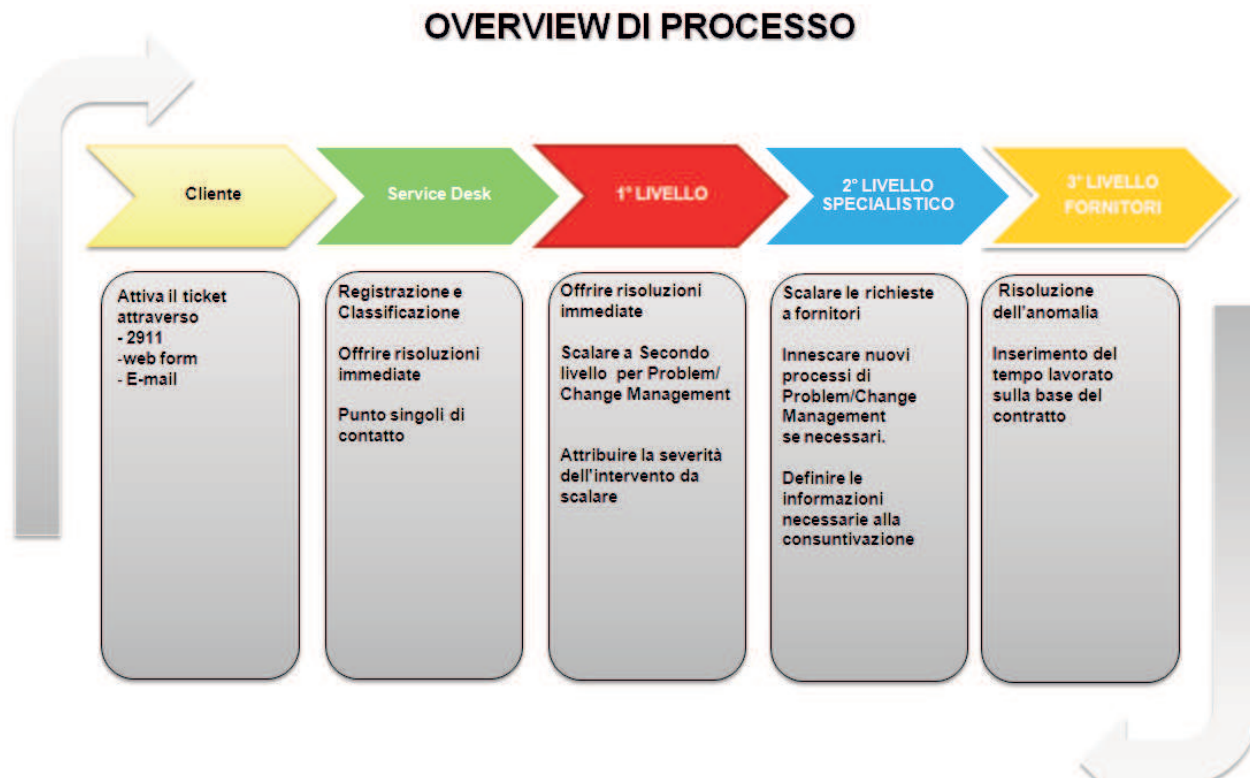 OVERVIEW DI PROCESSO
Cliente
Service Desk
1° LIVELLO
2° LIVELLO
SPECIALISTICO
3° LIVELLO
FORNITORI
Attiva il ticket
attraverso
- 2911
-web form
- E-mail
Registrazione e
Classificazione
Offrire risoluzioni
immediate
Punto singoli di
contatto
Offrire risoluzioni
immediate
Scalare a Secondo
livello per Problem/
Change Management
Attribuire la severità
dell'intervento da
scalare
Scalare le richieste
a fornitori
Innescare nuovi
processi di
Problem/Change
Management
se necessari.
Definire le
informazioni
necessarie alla
consuntivazione
Risoluzione
dell'anomalia
Inserimento del
tempo lavorato
sulla base del
contratto